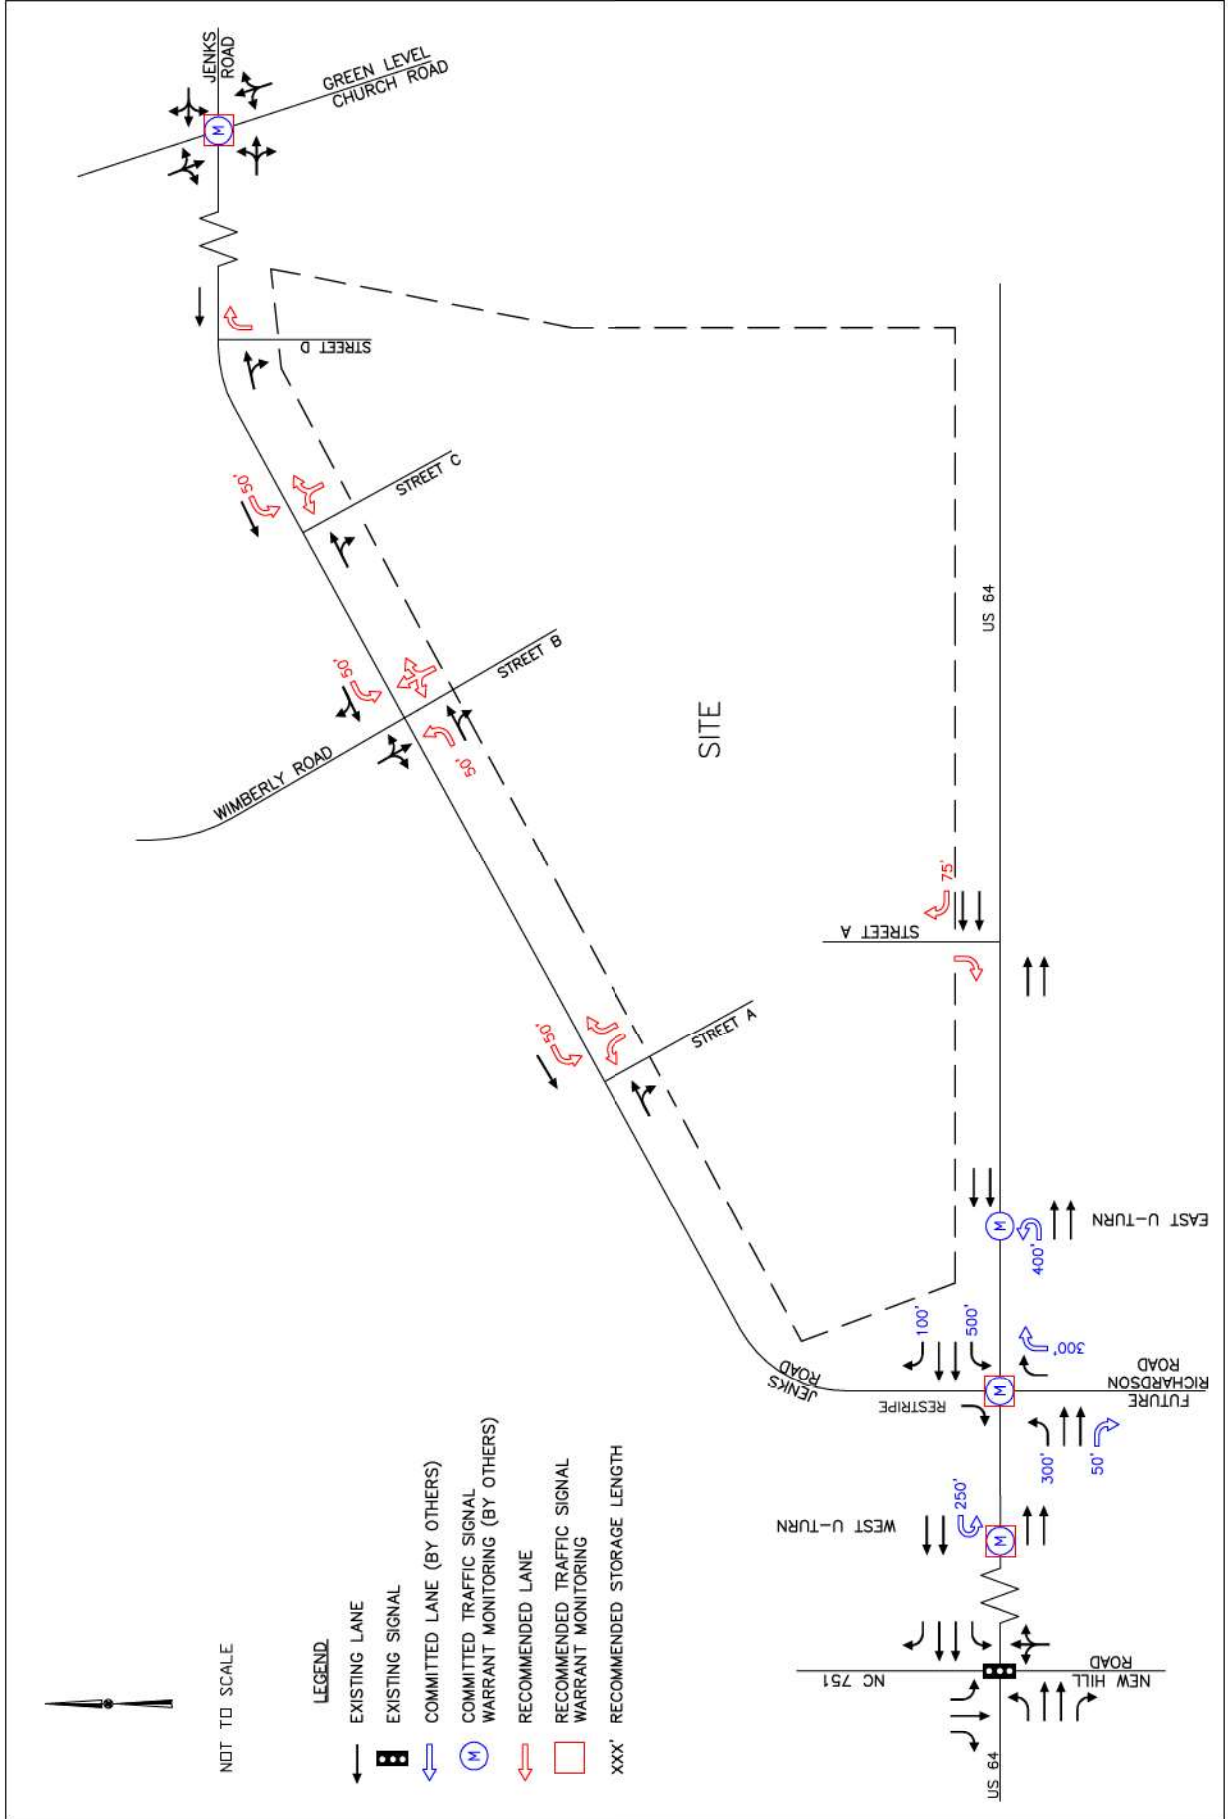 JENKS
ROAD
GREEN LEVEL
CHURCH ROAD
STREET D
50'
STREET C
50'
STREET B
WIMBERLY ROAD
50'
SITE
US 64
75'
STREET A
50'
STREET A
EAST U-TURN
400'
100'
500'
300'
JENKS
ROAD
RESTRIPE
FUTURE
RICHARDSON
ROAD
300'
50'
WEST U-TURN
250'
NC 751
NEW HILL
ROAD
US 64
NOT TO SCALE
LEGEND
EXISTING LANE
EXISTING SIGNAL
COMMITTED LANE (BY OTHERS)
M COMMITTED TRAFFIC SIGNAL
WARRANT MONITORING (BY OTHERS)
RECOMMENDED LANE
RECOMMENDED TRAFFIC SIGNAL
WARRANT MONITORING
XXX' RECOMMENDED STORAGE LENGTH
M
M
M
M